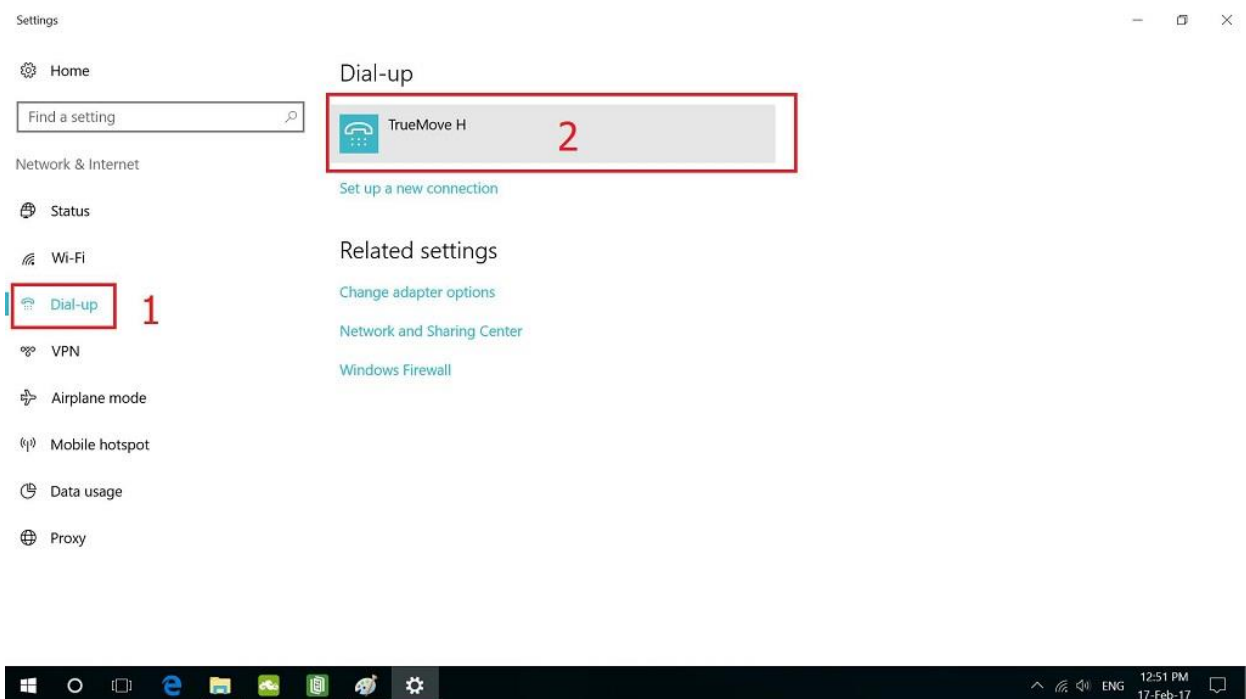 Settings
Home
Find a setting
Network & Internet
Status
Wi-Fi
Dial-up
1
VPN
Airplane mode
Mobile hotspot
Data usage
Proxy
Dial-up
TrueMove H
2
Set up a new connection
Related settings
Change adapter options
Network and Sharing Center
Windows Firewall
ENG
12:51 PM
17-Feb-17